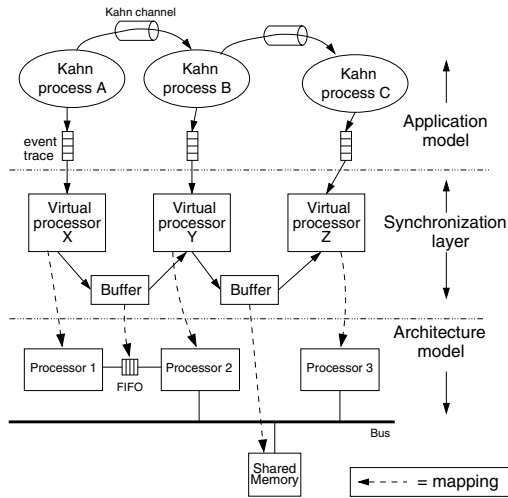 Kahn channel
Kahn
process A
Kahn
process B
Kahn
process C
event
trace
Application
model
Virtual
processor
X
Virtual
processor
Y
Virtual
processor
Z
Synchronization
layer
Buffer
Buffer
Architecture
model
Processor 1
FIFO
Processor 2
Processor 3
Bus
Shared
Memory
= mapping